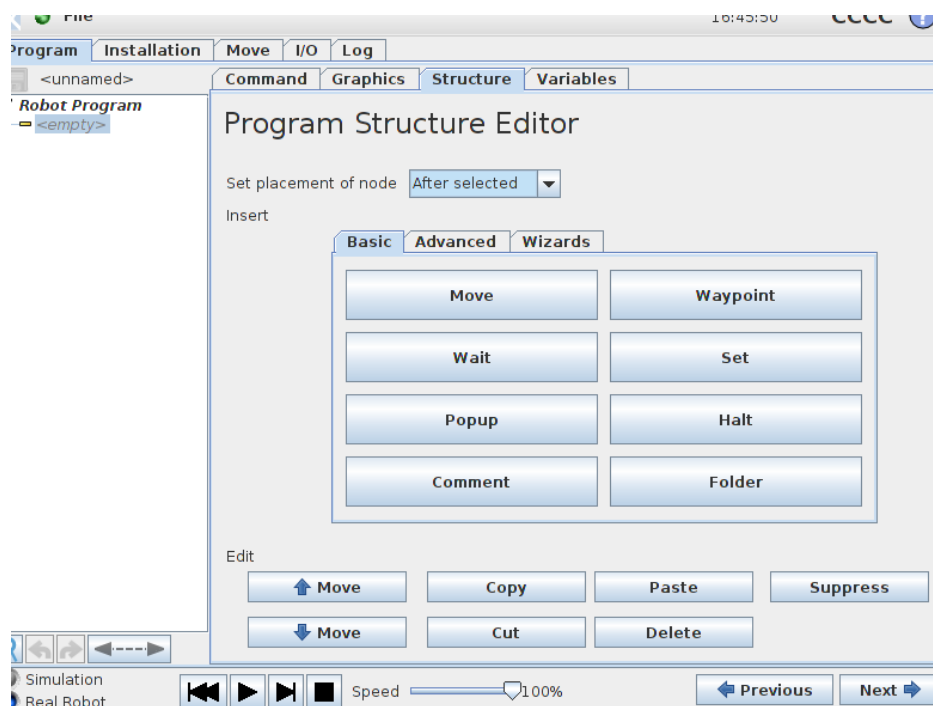 File 16:45:50 CCCC ?
Program Installation Move I/O Log
<unnamed> Command Graphics Structure Variables
Robot Program
<empty>
Program Structure Editor
Set placement of node After selected
Insert
Basic Advanced Wizards
Move Waypoint
Wait Set
Popup Halt
Comment Folder
Edit
Move Copy Paste Suppress
Move Cut Delete
Simulation
Real Robot
Speed 100% Previous Next